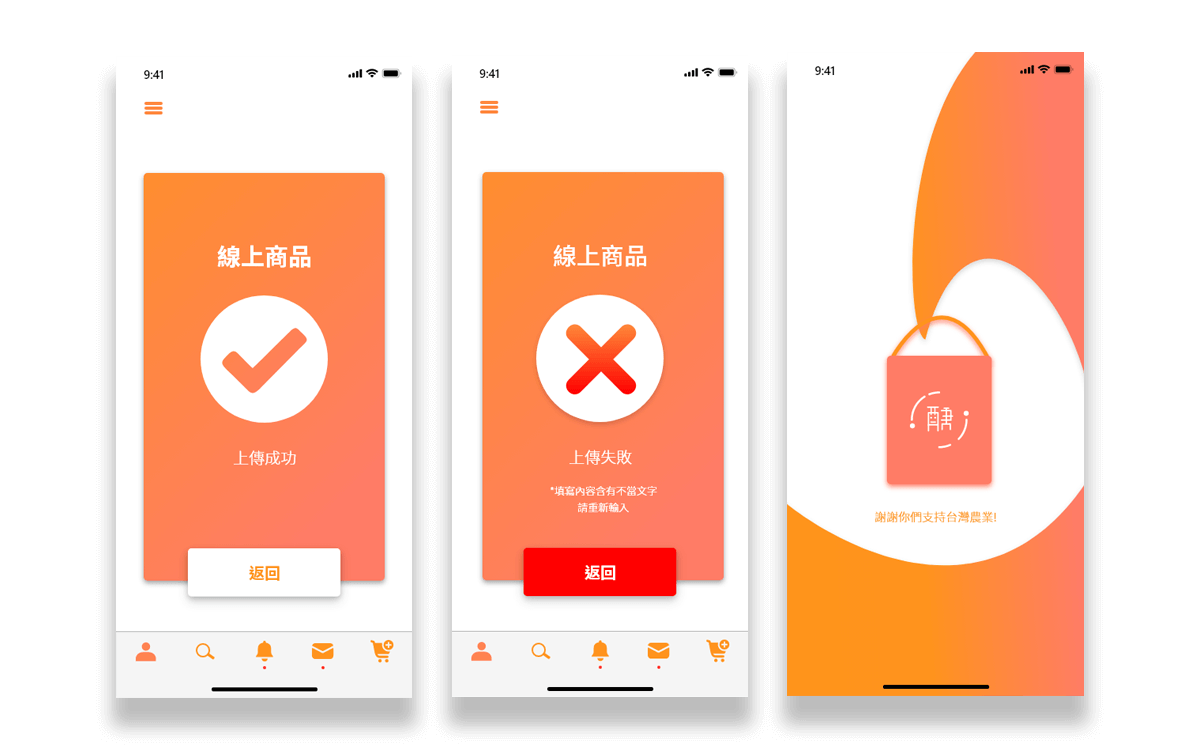 9:41
線上商品
上傳成功
返回
9:41
線上商品
上傳失敗
*填寫內容含有不當文字
請重新輸入
返回
9:41
謝謝你們支持台灣農業!